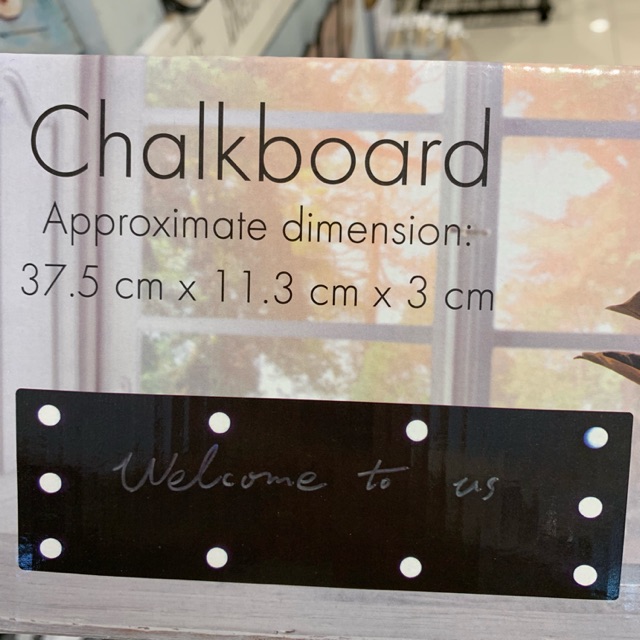 Chalkboard
Approximate dimension:
37.5 cm x 11.3 cm x 3 cm
Welcome to us